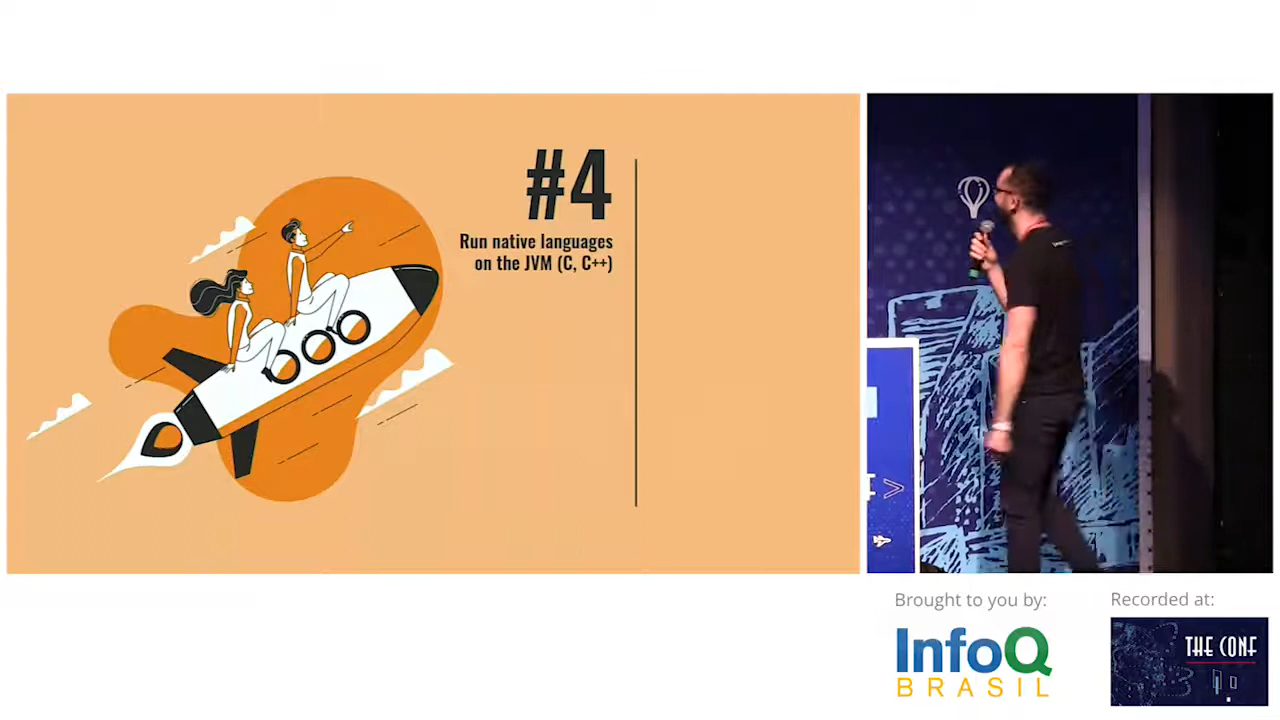 #4
Run native languages
on the JVM (C, C++)
Brought to you by:
InfoQ
BRASIL
Recorded at:
THE CONF